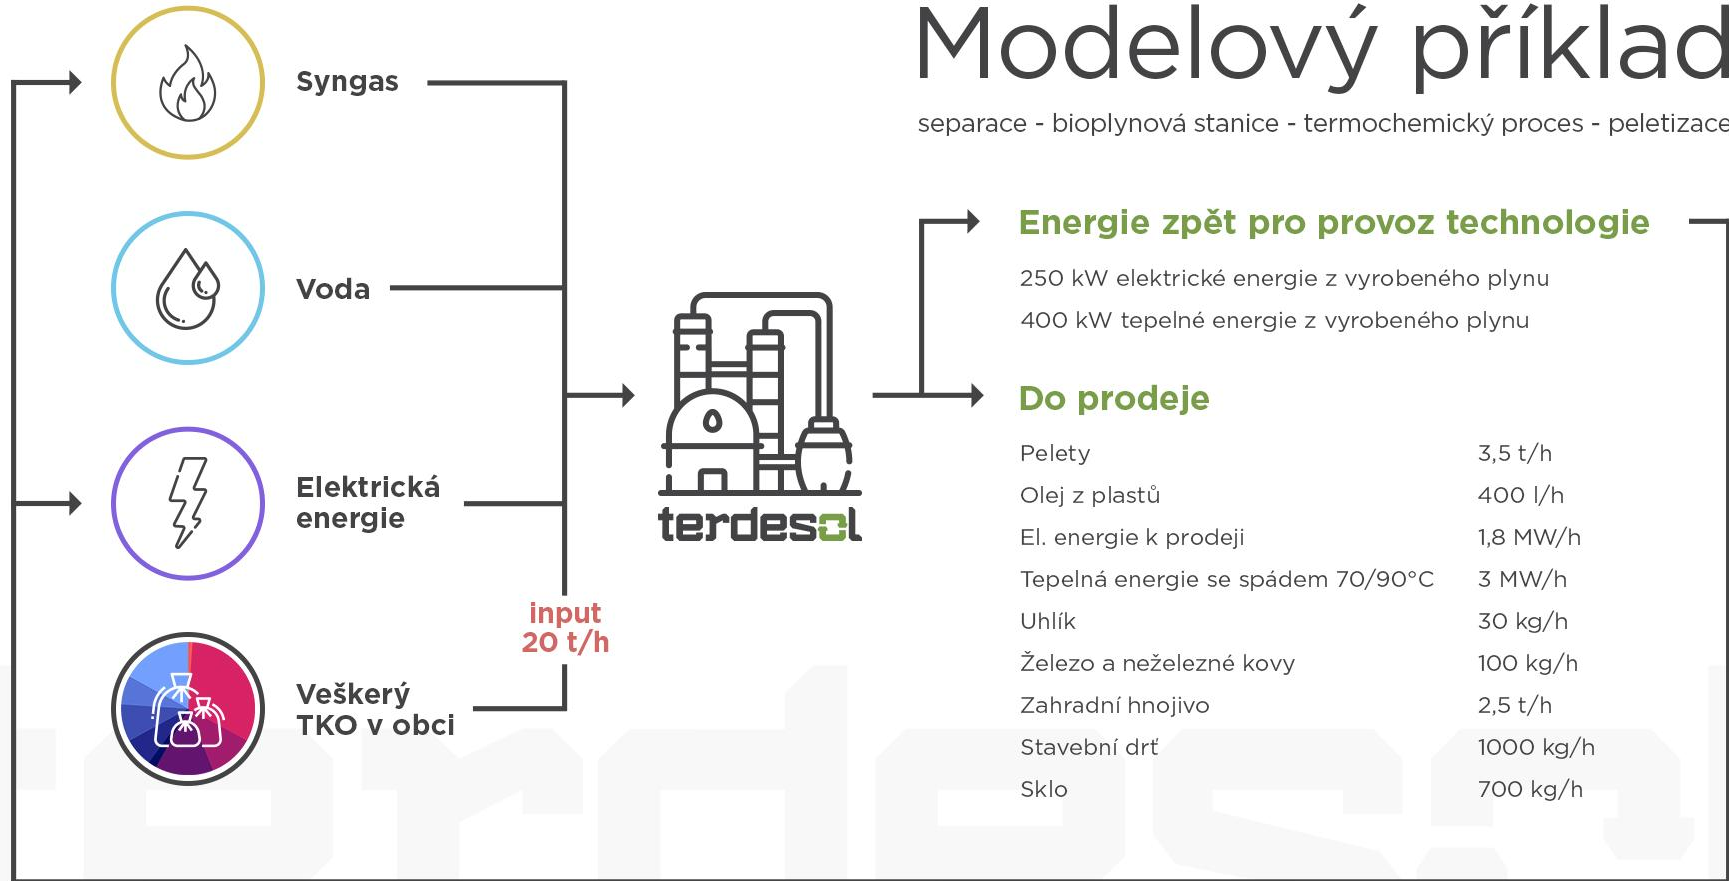 Modelový příklad
separace - bioplynová stanice - termochemický proces - peletizace
Syngas
Voda
Elektrická
energie
input
20 t/h
Veškerý
TKO v obci
terdesol
Energie zpět pro provoz technologie
250 kW elektrické energie z vyrobeného plynu
400 kW tepelné energie z vyrobeného plynu
Do prodeje
Pelety 3,5 t/h
Olej z plastů 400 l/h
El. energie k prodeji 1,8 MW/h
Tepelná energie se spádem 70/90°C 3 MW/h
Uhlík 30 kg/h
Železo a neželezné kovy 100 kg/h
Zahradní hnojivo 2,5 t/h
Stavební drť 1000 kg/h
Sklo 700 kg/h